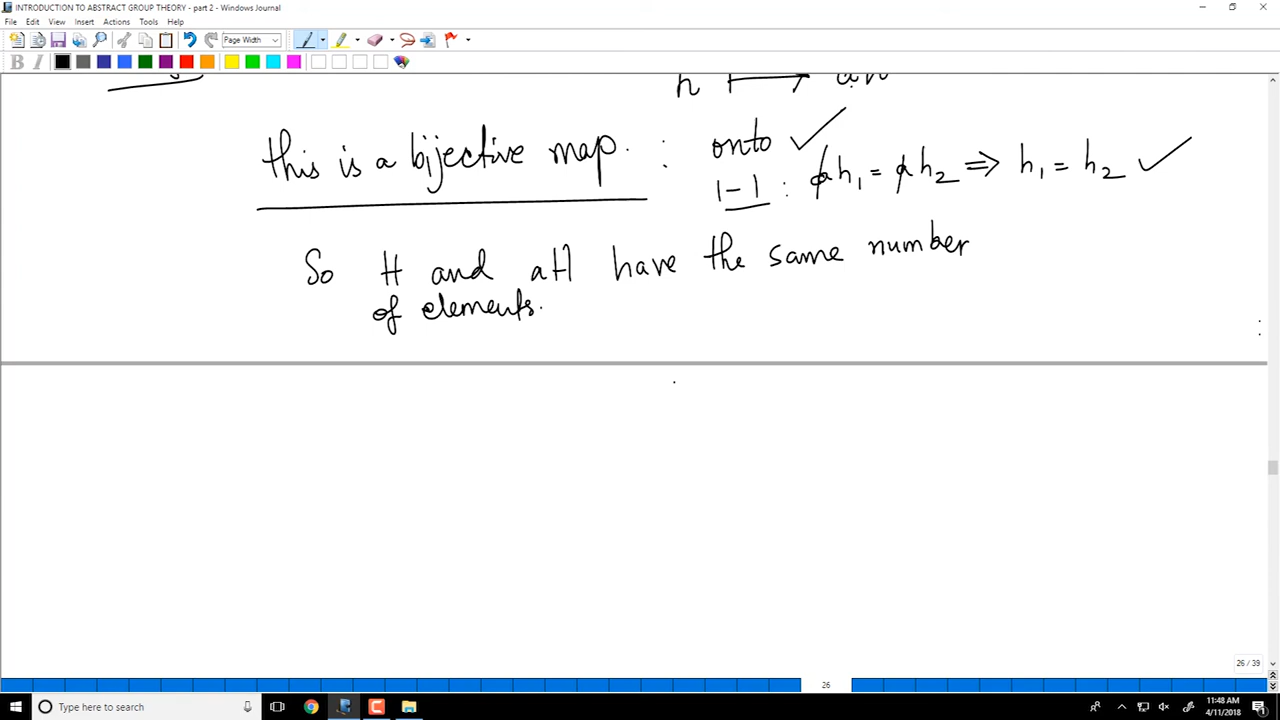 INTRODUCTION TO ABSTRACT GROUP THEORY - part 2 - Windows Journal
File Edit View Insert Actions Tools Help
Page Width
B I
h ⟼ ah
this is a bijective map. : onto ✓
1-1 : ah₁ = ah₂ ⇒ h₁ = h₂ ✓
So H and aH have the same number
of elements.
26 / 39
26
Type here to search
11:48 AM
4/11/2018
1